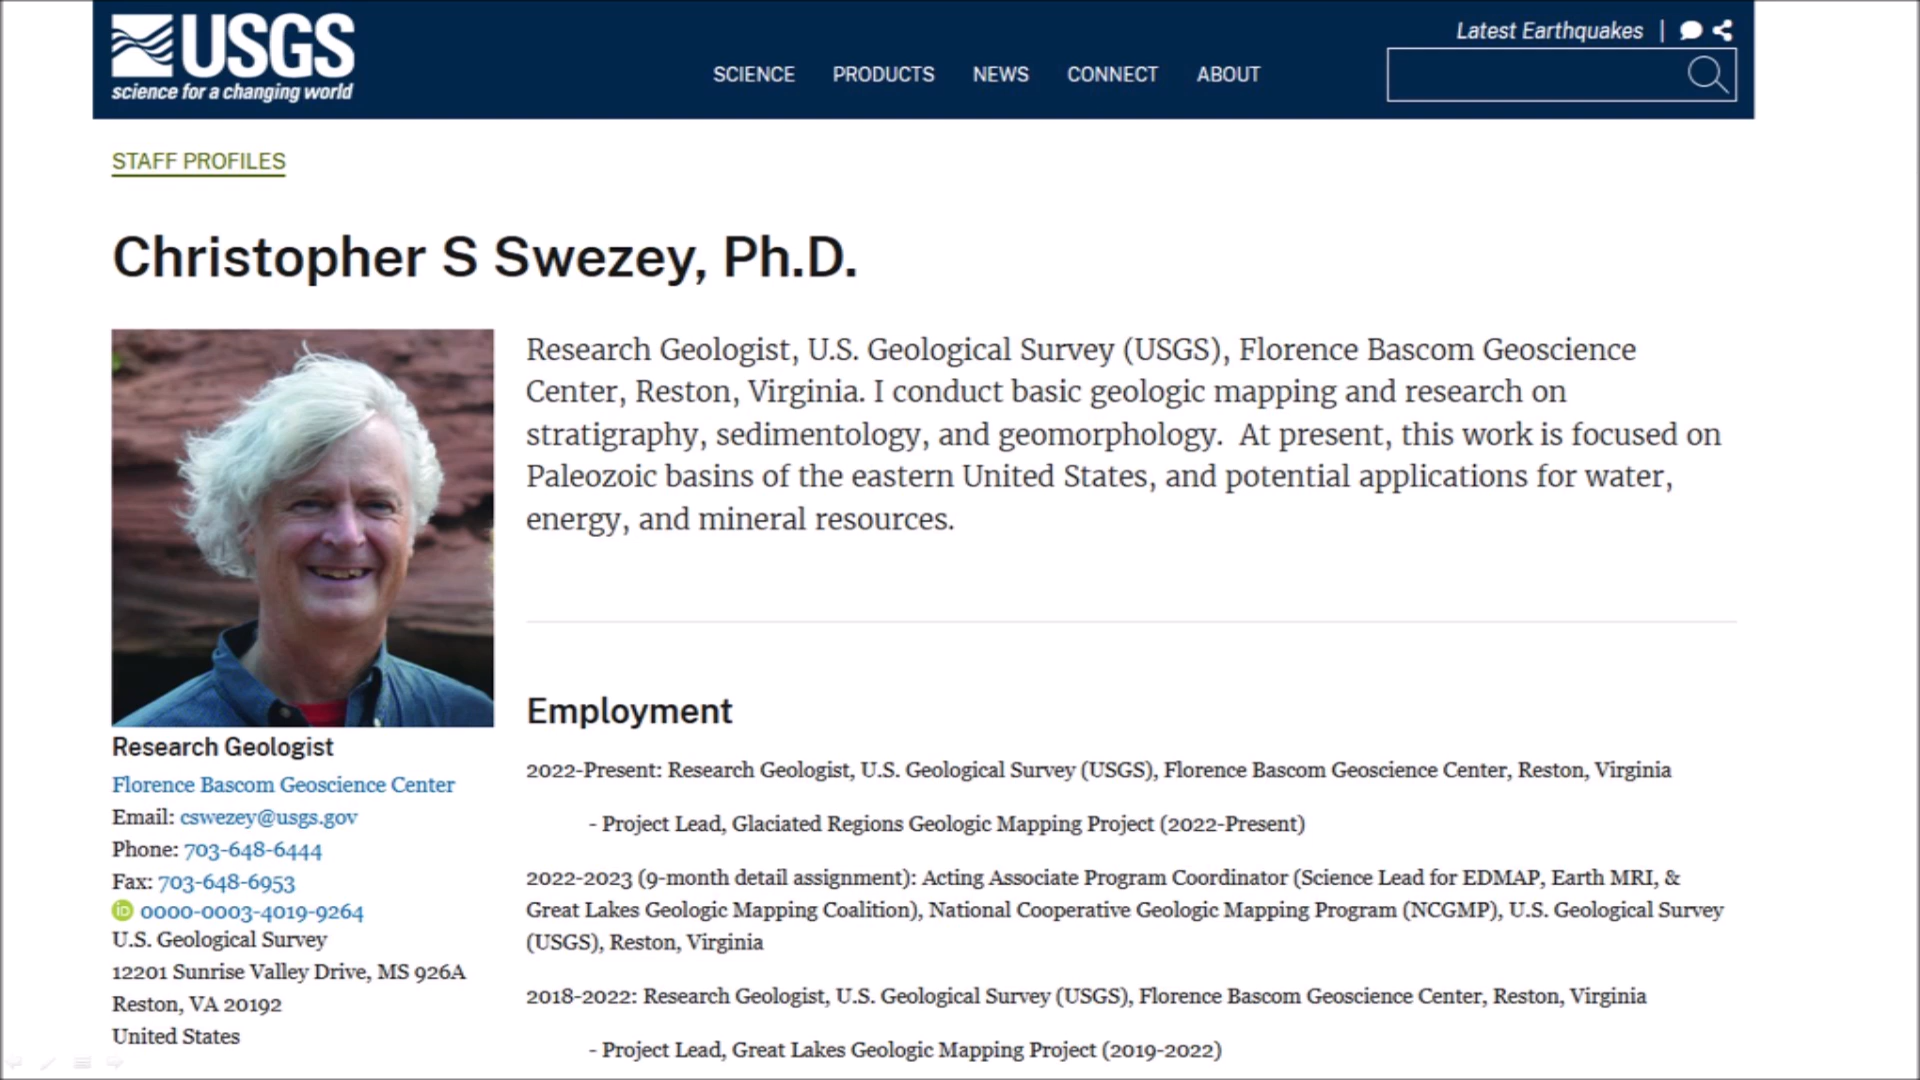 USGS
science for a changing world
SCIENCE PRODUCTS NEWS CONNECT ABOUT
Latest Earthquakes |
STAFF PROFILES
Christopher S Swezey, Ph.D.
Research Geologist, U.S. Geological Survey (USGS), Florence Bascom Geoscience
Center, Reston, Virginia. I conduct basic geologic mapping and research on
stratigraphy, sedimentology, and geomorphology.  At present, this work is focused on
Paleozoic basins of the eastern United States, and potential applications for water,
energy, and mineral resources.
Research Geologist
Florence Bascom Geoscience Center
Email: cswezey@usgs.gov
Phone: 703-648-6444
Fax: 703-648-6953
iD 0000-0003-4019-9264
U.S. Geological Survey
12201 Sunrise Valley Drive, MS 926A
Reston, VA 20192
United States
Employment
2022-Present: Research Geologist, U.S. Geological Survey (USGS), Florence Bascom Geoscience Center, Reston, Virginia
- Project Lead, Glaciated Regions Geologic Mapping Project (2022-Present)
2022-2023 (9-month detail assignment): Acting Associate Program Coordinator (Science Lead for EDMAP, Earth MRI, &
Great Lakes Geologic Mapping Coalition), National Cooperative Geologic Mapping Program (NCGMP), U.S. Geological Survey
(USGS), Reston, Virginia
2018-2022: Research Geologist, U.S. Geological Survey (USGS), Florence Bascom Geoscience Center, Reston, Virginia
- Project Lead, Great Lakes Geologic Mapping Project (2019-2022)